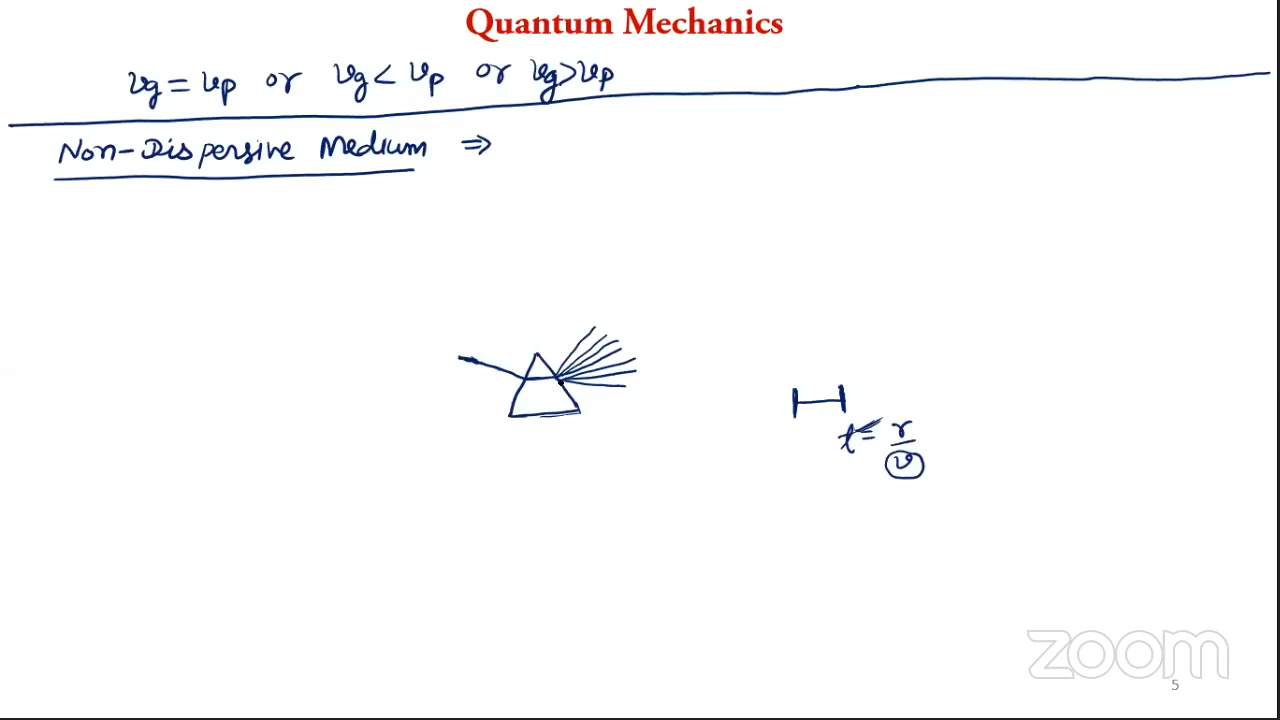 Quantum Mechanics
vg = vp or vg < vp or vg > vp
Non-Dispersive Medium ⇒
t = r/v
zoom
5